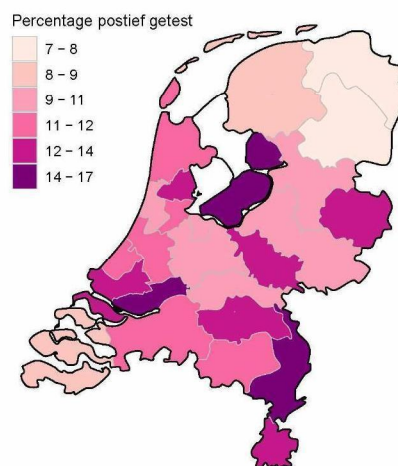 Percentage postief getest
7 – 8
8 – 9
9 – 11
11 – 12
12 – 14
14 – 17